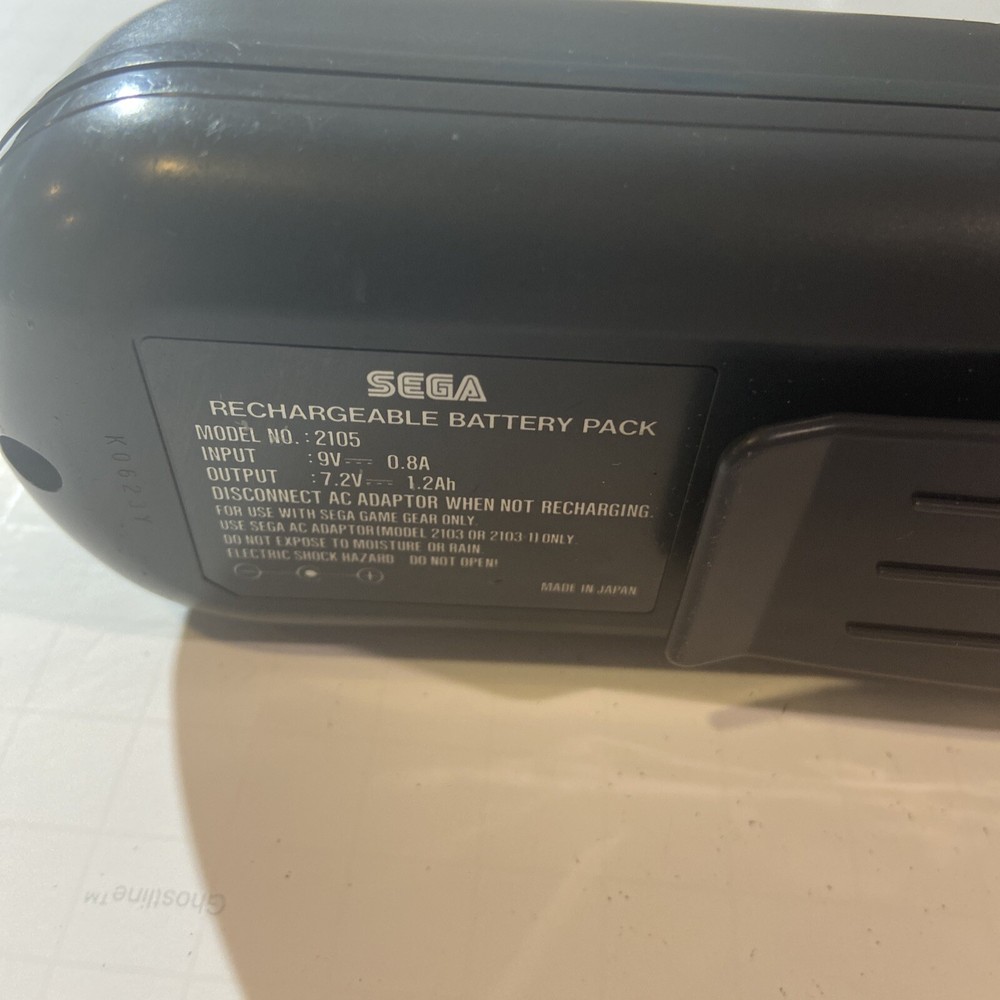 SEGA
RECHARGEABLE BATTERY PACK
MODEL NO. : 2105
INPUT : 9V⎓ 0.8A
OUTPUT : 7.2V⎓ 1.2Ah
DISCONNECT AC ADAPTOR WHEN NOT RECHARGING.
FOR USE WITH SEGA GAME GEAR ONLY.
USE SEGA AC ADAPTOR(MODEL 2103 OR 2103-1) ONLY.
DO NOT EXPOSE TO MOISTURE OR RAIN
ELECTRIC SHOCK HAZARD DO NOT OPEN!
MADE IN JAPAN
Ghostline™